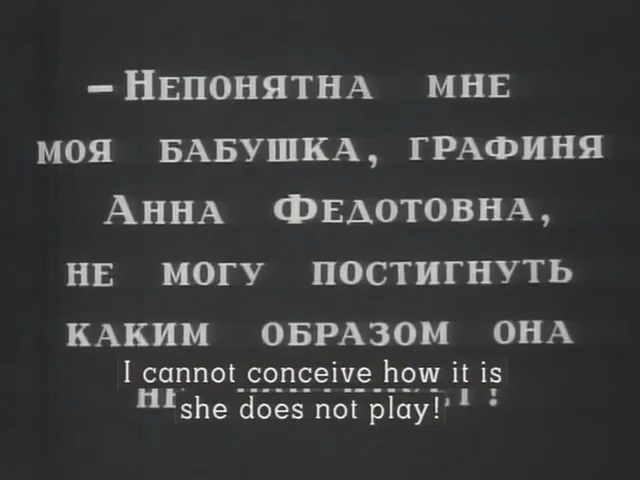 – Непонятна мне
моя бабушка, графиня
Анна Федотовна,
не могу постигнуть
каким образом она
I cannot conceive how it is
she does not play!